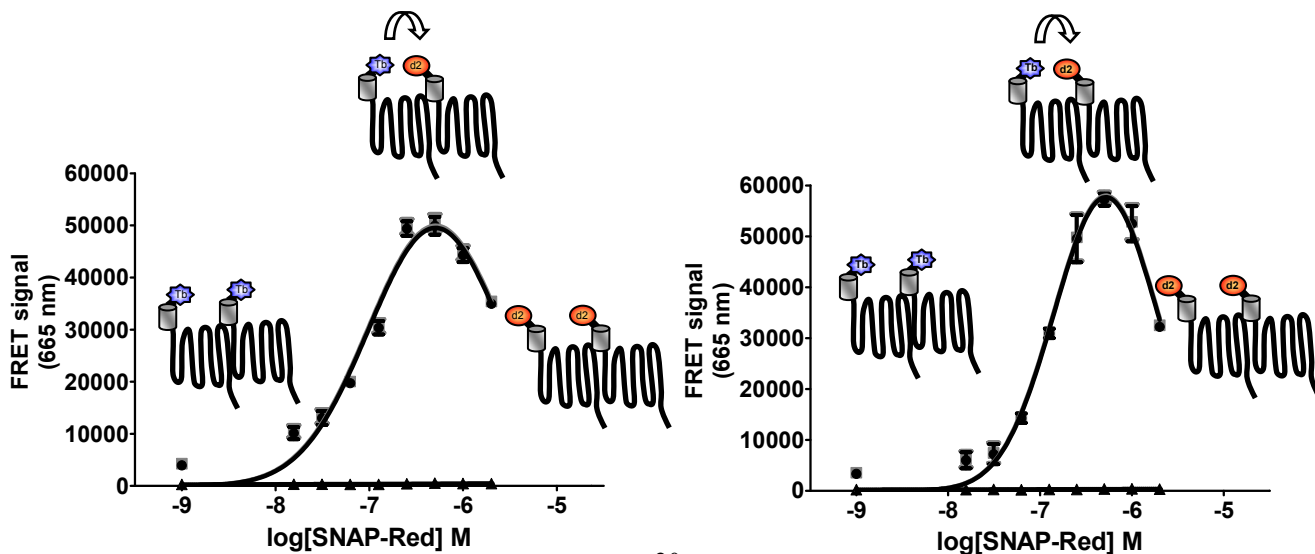 Tb d2
60000
50000
40000
30000
20000
10000
0
FRET signal
(665 nm)
Tb Tb
d2 d2
-9 -8 -7 -6 -5
log[SNAP-Red] M
Tb d2
60000
50000
40000
30000
20000
10000
0
FRET signal
(665 nm)
Tb Tb
d2 d2
-9 -8 -7 -6 -5
log[SNAP-Red] M